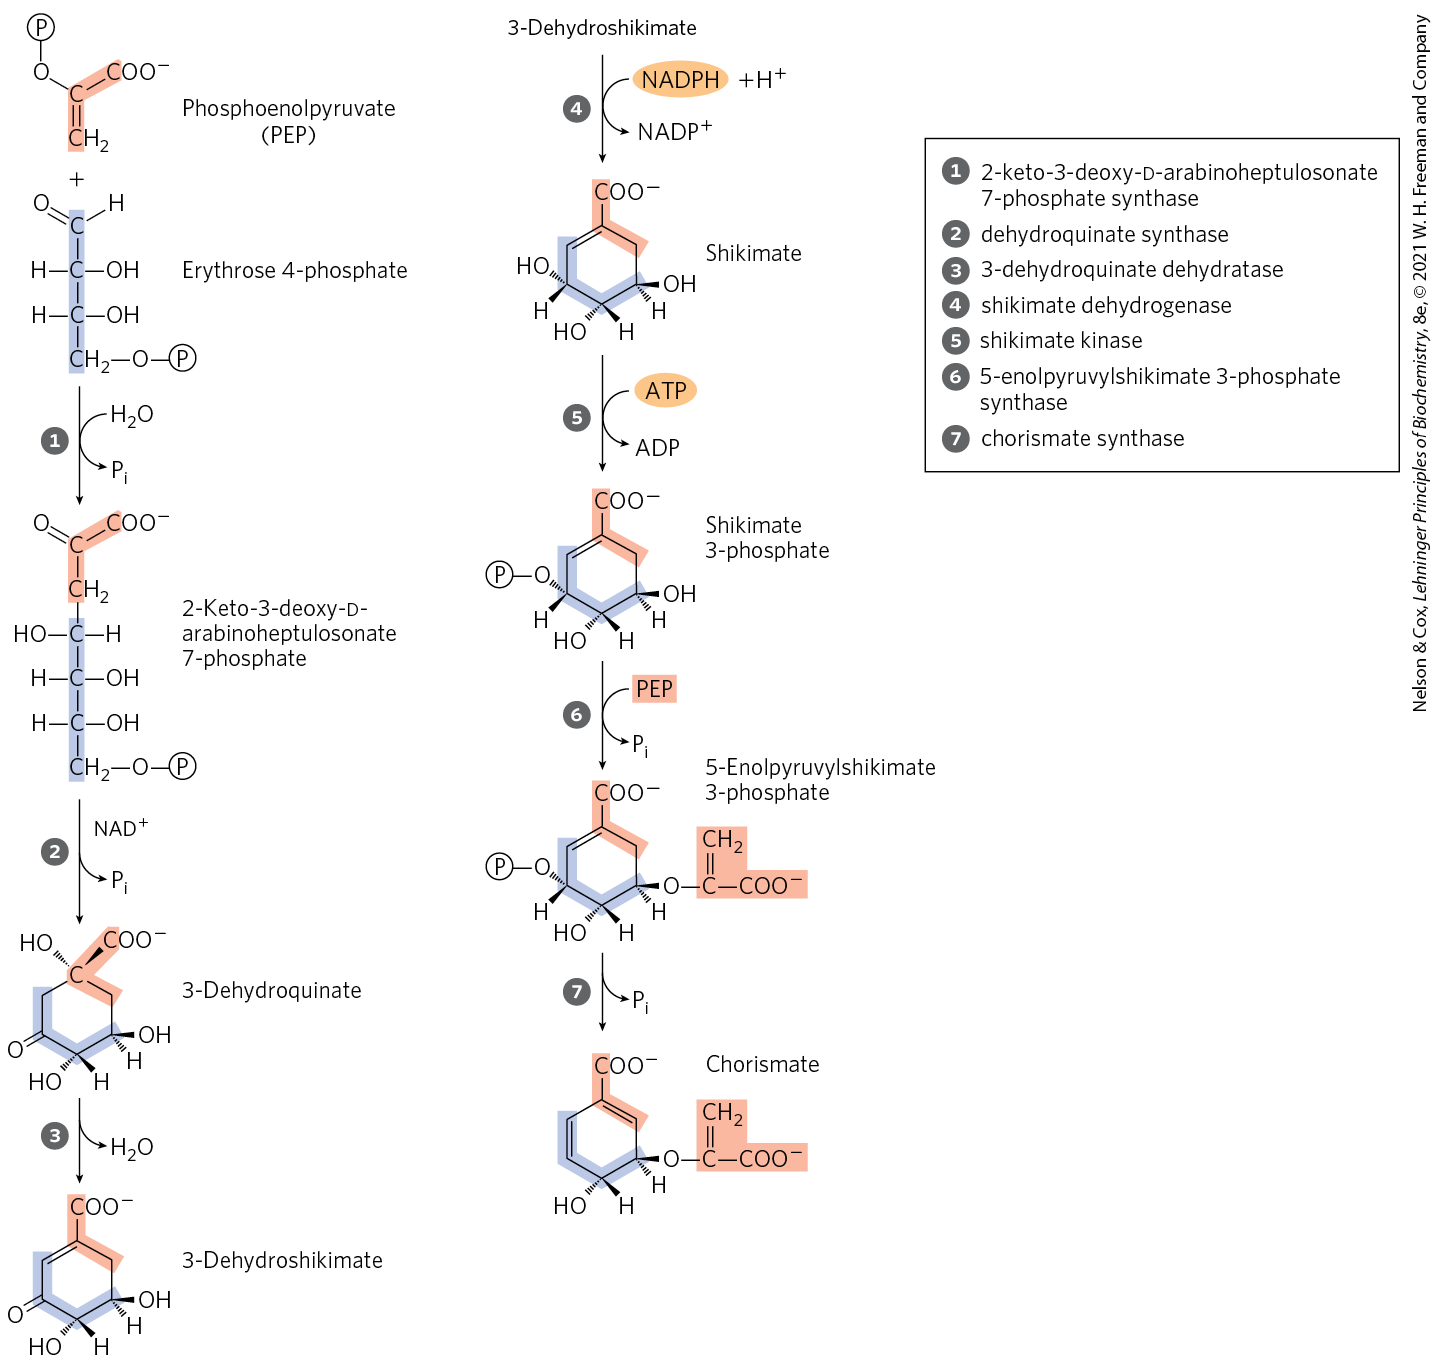 P
O
COO⁻
C
CH₂
Phosphoenolpyruvate
(PEP)
+
O H
C
H–C–OH
H–C–OH
CH₂–O–P
Erythrose 4-phosphate
1
H₂O
Pᵢ
O COO⁻
C
CH₂
HO–C–H
H–C–OH
H–C–OH
CH₂–O–P
2-Keto-3-deoxy-D-
arabinoheptulosonate
7-phosphate
2
NAD⁺
Pᵢ
HO COO⁻
C
O
OH
H
HO H
3-Dehydroquinate
3
H₂O
COO⁻
O
OH
H
HO H
3-Dehydroshikimate
3-Dehydroshikimate
4
NADPH +H⁺
NADP⁺
COO⁻
HO
OH
H H
HO H
Shikimate
5
ATP
ADP
COO⁻
P–O
OH
H H
HO H
Shikimate
3-phosphate
6
PEP
Pᵢ
5-Enolpyruvylshikimate
3-phosphate
COO⁻
CH₂
P–O
O–C–COO⁻
H H
HO H
7
Pᵢ
Chorismate
COO⁻
CH₂
O–C–COO⁻
H
HO H
1 2-keto-3-deoxy-D-arabinoheptulosonate
7-phosphate synthase
2 dehydroquinate synthase
3 3-dehydroquinate dehydratase
4 shikimate dehydrogenase
5 shikimate kinase
6 5-enolpyruvylshikimate 3-phosphate
synthase
7 chorismate synthase
Nelson & Cox, Lehninger Principles of Biochemistry, 8e, © 2021 W. H. Freeman and Company